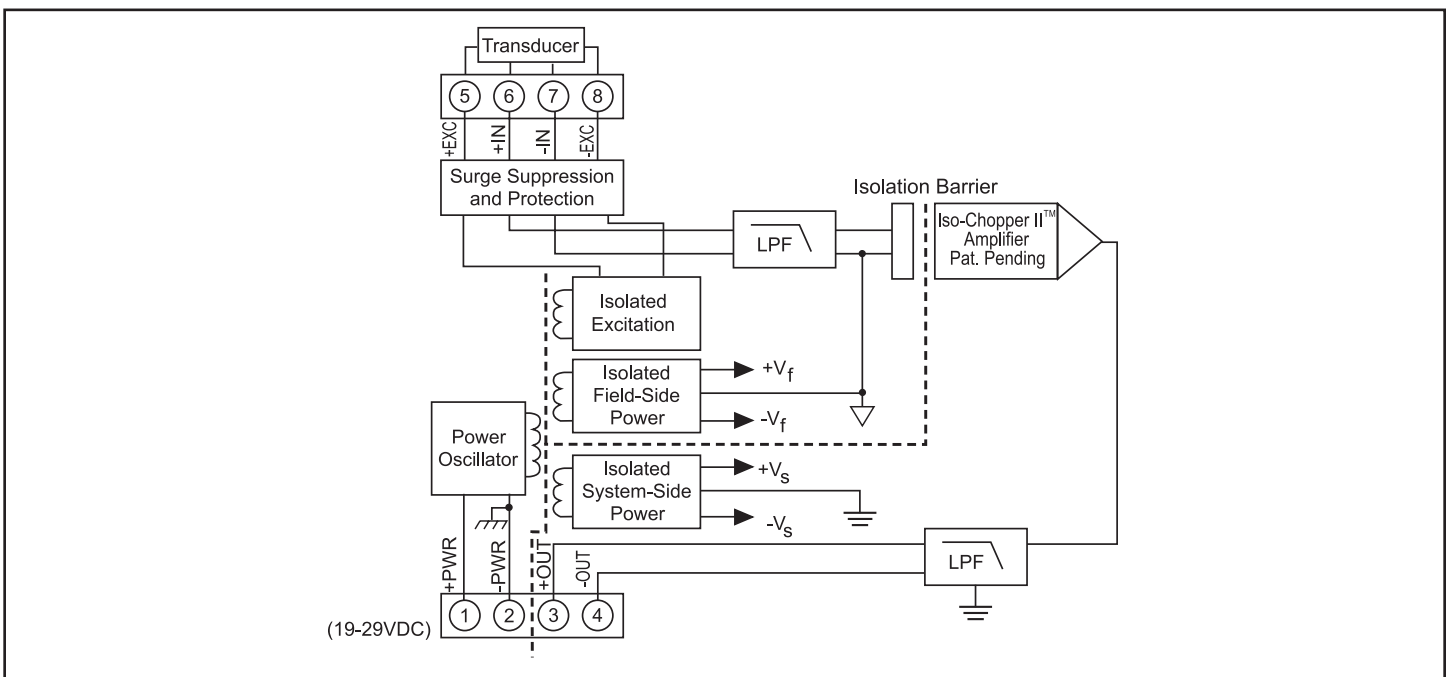 Transducer
5 6 7 8
+EXC +IN -IN -EXC
Surge Suppression
and Protection
Isolation Barrier
LPF
Iso-Chopper II™
Amplifier
Pat. Pending
Isolated
Excitation
Isolated
Field-Side
Power
+Vf
-Vf
Power
Oscillator
Isolated
System-Side
Power
+Vs
-Vs
LPF
+PWR -PWR +OUT -OUT
1 2 3 4
(19-29VDC)